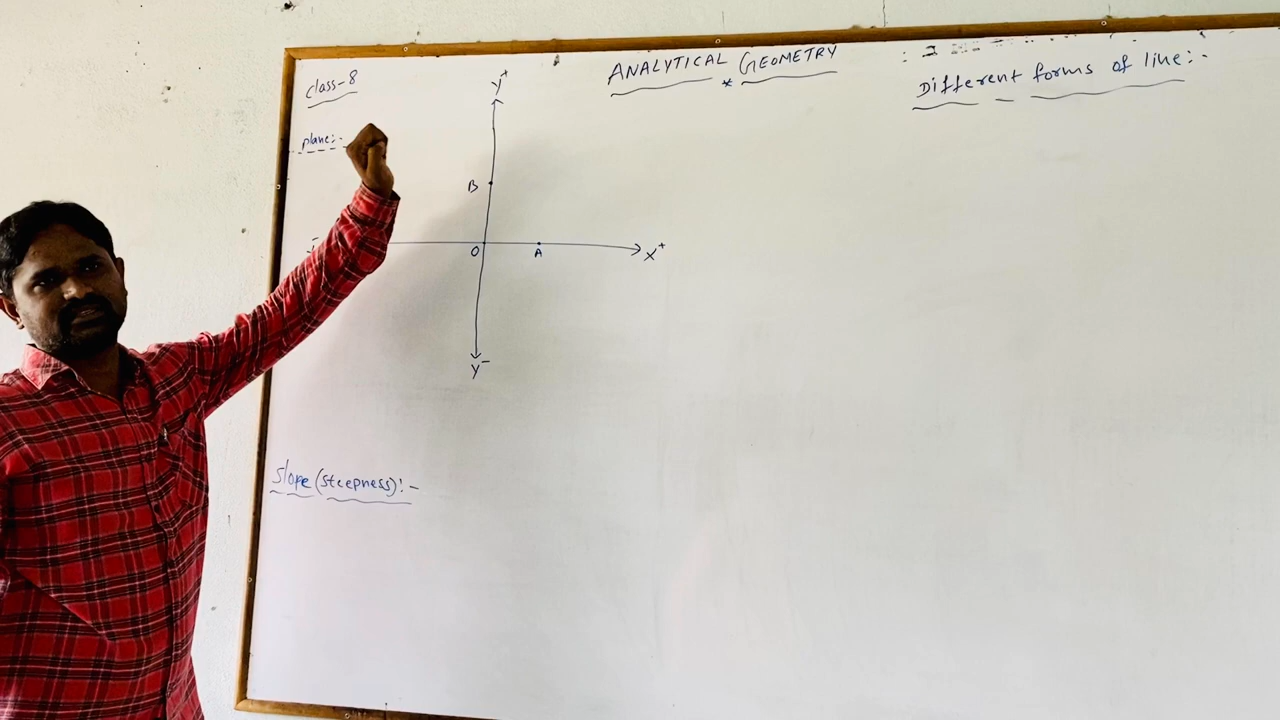 class-8
ANALYTICAL GEOMETRY
*
Different forms of line:-
plane:-
Y+
B
O
A
X+
Y-
Slope (steepness):-